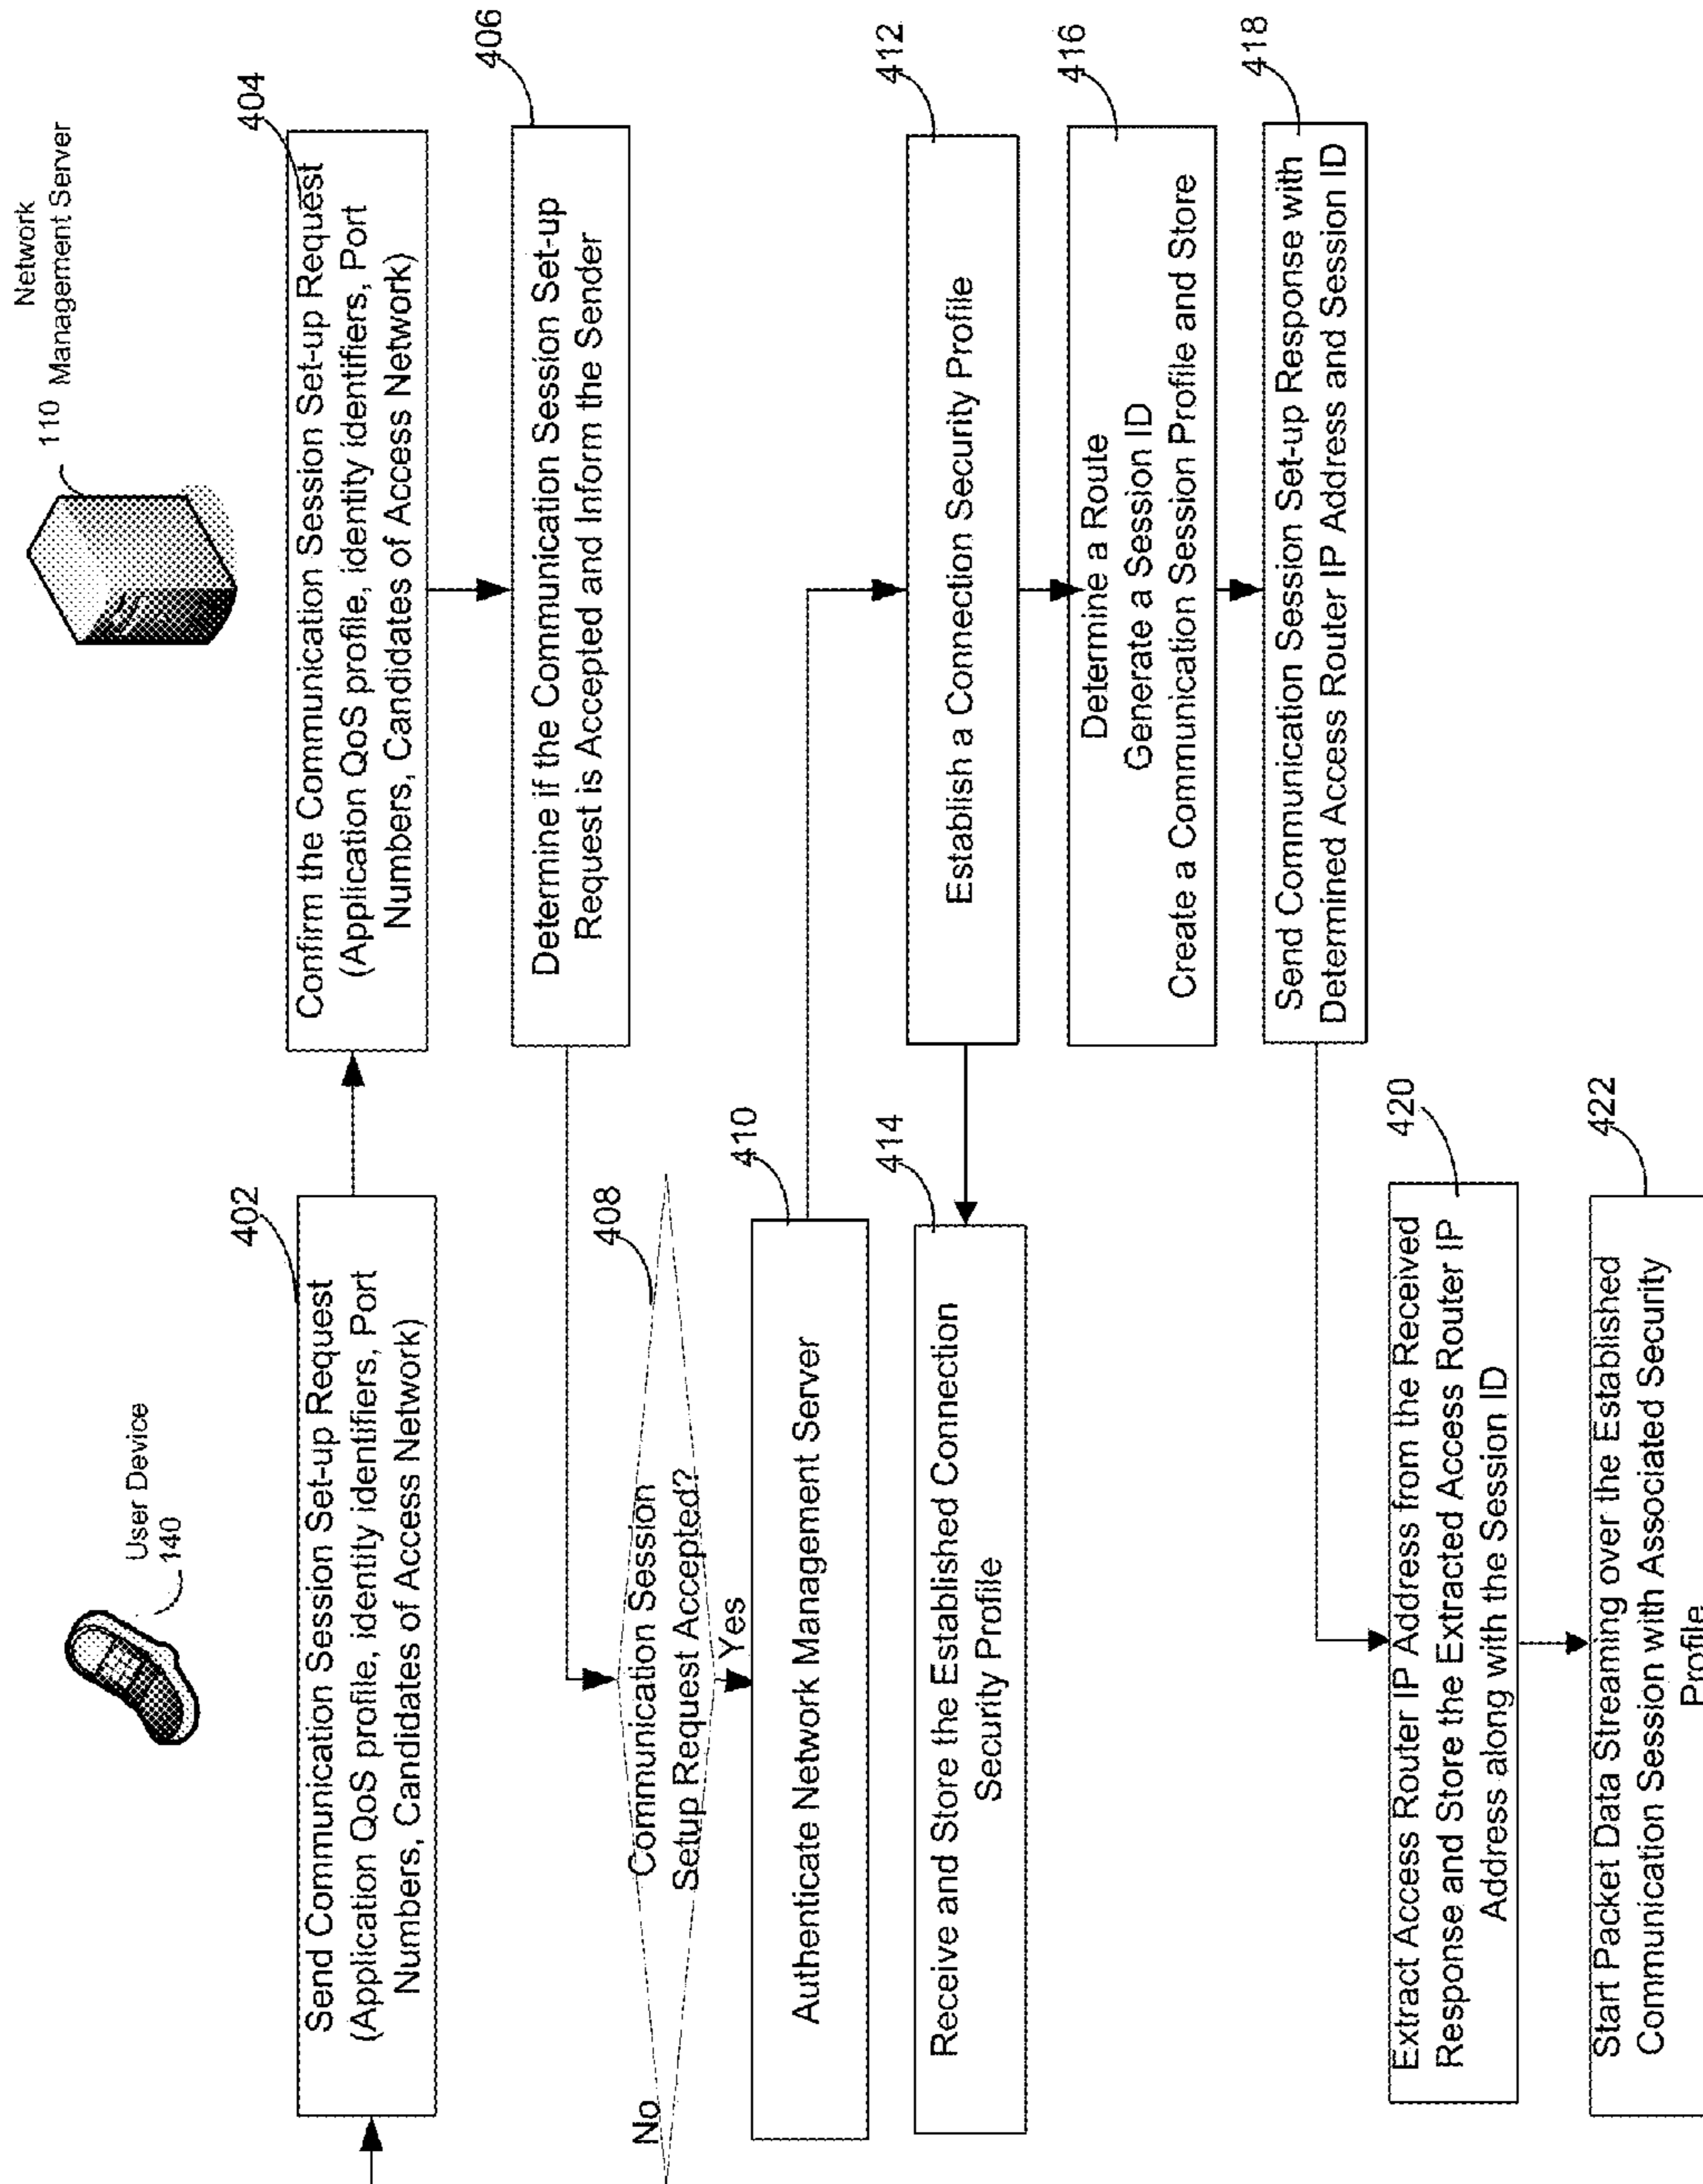 User Device
140
Network
110 Management Server
402
Send Communication Session Set-up Request
(Application QoS profile, identity identifiers, Port
Numbers, Candidates of Access Network)
404
Confirm the Communication Session Set-up Request
(Application QoS profile, identity identifiers, Port
Numbers, Candidates of Access Network)
406
Determine if the Communication Session Set-up
Request is Accepted and Inform the Sender
408
Communication Session
Setup Request Accepted?
No
Yes
410
Authenticate Network Management Server
412
Establish a Connection Security Profile
414
Receive and Store the Established Connection
Security Profile
416
Determine a Route
Generate a Session ID
Create a Communication Session Profile and Store
418
Send Communication Session Set-up Response with
Determined Access Router IP Address and Session ID
420
Extract Access Router IP Address from the Received
Response and Store the Extracted Access Router IP
Address along with the Session ID
422
Start Packet Data Streaming over the Established
Communication Session with Associated Security
Profile